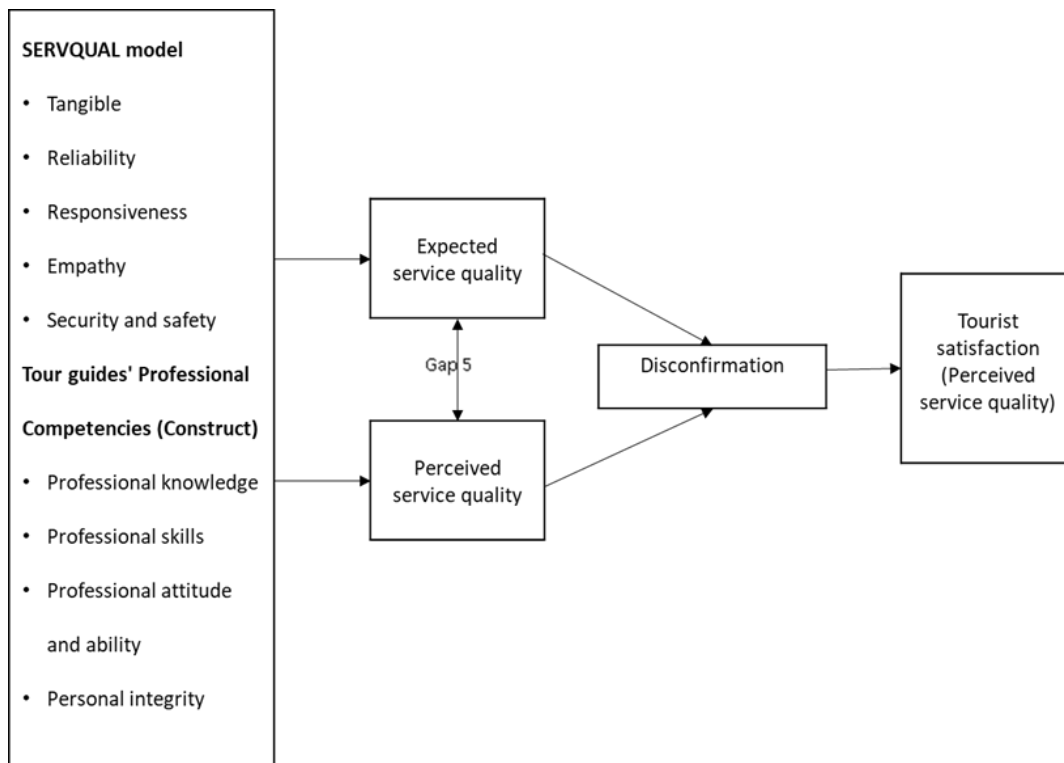 SERVQUAL model
• Tangible
• Reliability
• Responsiveness
• Empathy
• Security and safety
Tour guides' Professional
Competencies (Construct)
• Professional knowledge
• Professional skills
• Professional attitude
and ability
• Personal integrity
Expected
service quality
Gap 5
Perceived
service quality
Disconfirmation
Tourist
satisfaction
(Perceived
service quality)